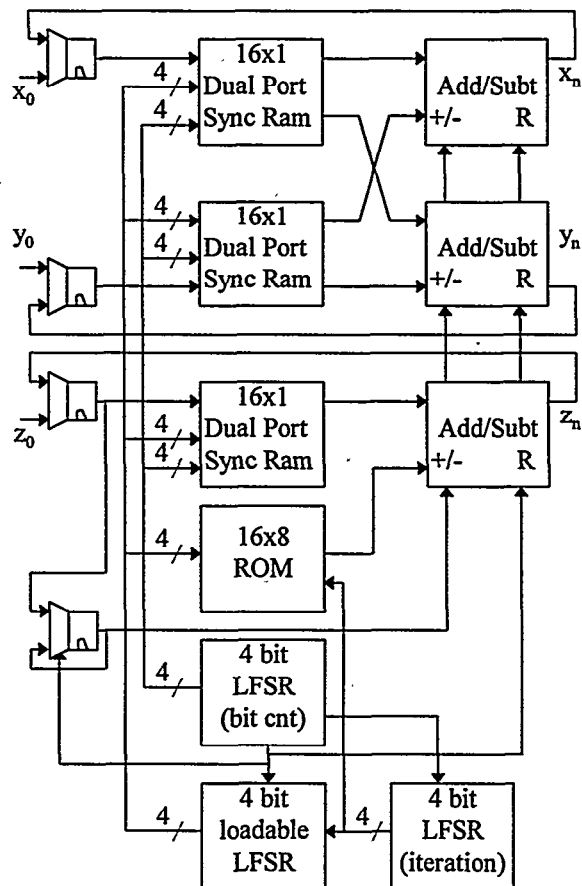 x0
4
4
16x1
Dual Port
Sync Ram
Add/Subt
+/-
R
xn
y0
4
4
16x1
Dual Port
Sync Ram
Add/Subt
+/-
R
yn
z0
4
4
16x1
Dual Port
Sync Ram
Add/Subt
+/-
R
zn
4
16x8
ROM
4
4 bit
LFSR
(bit cnt)
4
4 bit
loadable
LFSR
4
4 bit
LFSR
(iteration)